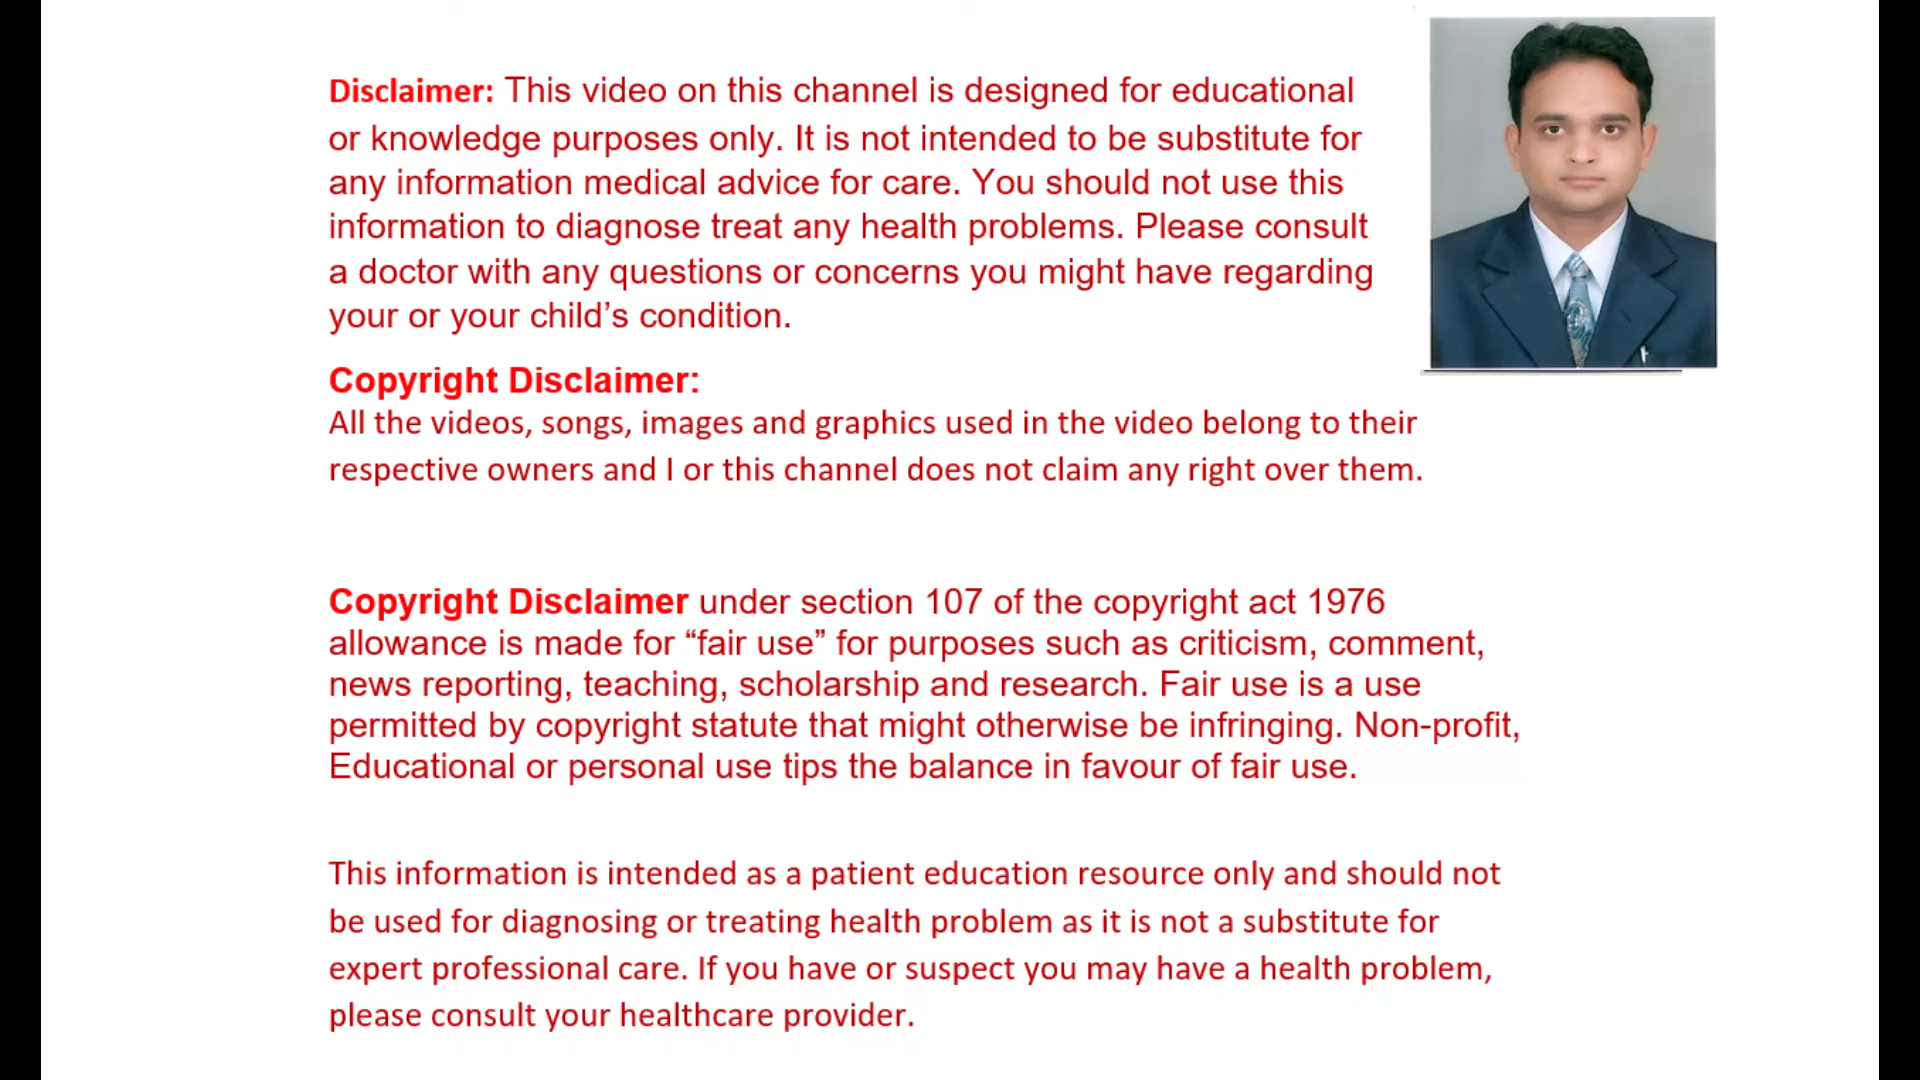 Disclaimer: This video on this channel is designed for educational
or knowledge purposes only. It is not intended to be substitute for
any information medical advice for care. You should not use this
information to diagnose treat any health problems. Please consult
a doctor with any questions or concerns you might have regarding
your or your child’s condition.
Copyright Disclaimer:
All the videos, songs, images and graphics used in the video belong to their
respective owners and I or this channel does not claim any right over them.
Copyright Disclaimer under section 107 of the copyright act 1976
allowance is made for “fair use” for purposes such as criticism, comment,
news reporting, teaching, scholarship and research. Fair use is a use
permitted by copyright statute that might otherwise be infringing. Non-profit,
Educational or personal use tips the balance in favour of fair use.
This information is intended as a patient education resource only and should not
be used for diagnosing or treating health problem as it is not a substitute for
expert professional care. If you have or suspect you may have a health problem,
please consult your healthcare provider.